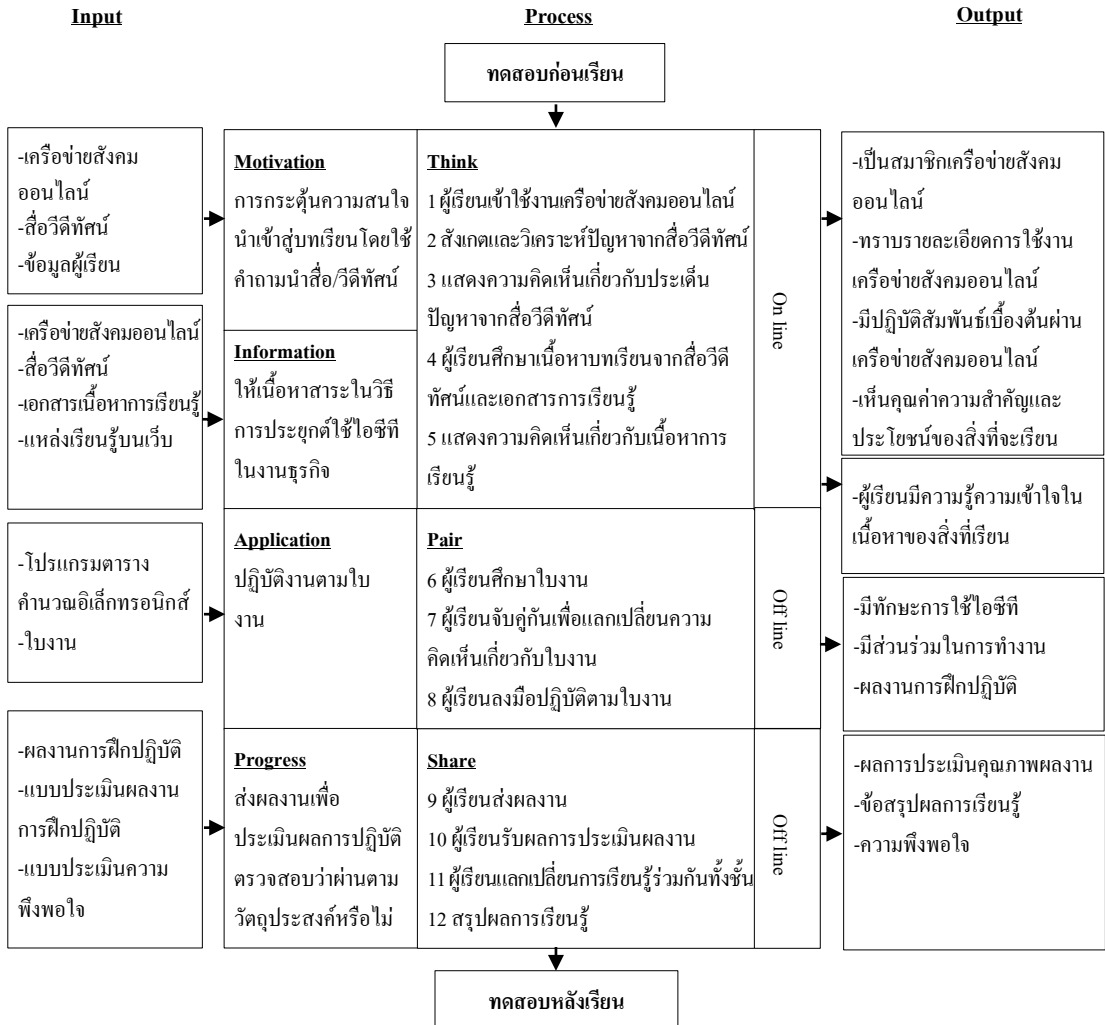 Input
Process
Output
ทดสอบก่อนเรียน
-เครือข่ายสังคม
ออนไลน์
-สื่อวีดีทัศน์
-ข้อมูลผู้เรียน
-เครือข่ายสังคมออนไลน์
-สื่อวีดีทัศน์
-เอกสารเนื้อหาการเรียนรู้
-แหล่งเรียนรู้บนเว็บ
-โปรแกรมตาราง
คำนวณอิเล็กทรอนิกส์
-ใบงาน
-ผลงานการฝึกปฏิบัติ
-แบบประเมินผลงาน
การฝึกปฏิบัติ
-แบบประเมินความ
พึงพอใจ
Motivation
การกระตุ้นความสนใจ
นำเข้าสู่บทเรียนโดยใช้
คำถามนำสื่อ/วีดีทัศน์
Information
ให้เนื้อหาสาระในวิธี
การประยุกต์ใช้ไอซีที
ในงานธุรกิจ
Application
ปฏิบัติงานตามใบ
งาน
Progress
ส่งผลงานเพื่อ
ประเมินผลการปฏิบัติ
ตรวจสอบว่าผ่านตาม
วัตถุประสงค์หรือไม่
Think
1 ผู้เรียนเข้าใช้งานเครือข่ายสังคมออนไลน์
2 สังเกตและวิเคราะห์ปัญหาจากสื่อวีดีทัศน์
3 แสดงความคิดเห็นเกี่ยวกับประเด็น
ปัญหาจากสื่อวีดีทัศน์
4 ผู้เรียนศึกษาเนื้อหาบทเรียนจากสื่อวีดี
ทัศน์และเอกสารการเรียนรู้
5 แสดงความคิดเห็นเกี่ยวกับเนื้อหาการ
เรียนรู้
Pair
6 ผู้เรียนศึกษาใบงาน
7 ผู้เรียนจับคู่กันเพื่อแลกเปลี่ยนความ
คิดเห็นเกี่ยวกับใบงาน
8 ผู้เรียนลงมือปฏิบัติตามใบงาน
Share
9 ผู้เรียนส่งผลงาน
10 ผู้เรียนรับผลการประเมินผลงาน
11 ผู้เรียนแลกเปลี่ยนการเรียนรู้ร่วมกันทั้งชั้น
12 สรุปผลการเรียนรู้
On line
Off line
Off line
-เป็นสมาชิกเครือข่ายสังคม
ออนไลน์
-ทราบรายละเอียดการใช้งาน
เครือข่ายสังคมออนไลน์
-มีปฏิบัติสัมพันธ์เบื้องต้นผ่าน
เครือข่ายสังคมออนไลน์
-เห็นคุณค่าความสำคัญและ
ประโยชน์ของสิ่งที่จะเรียน
-ผู้เรียนมีความรู้ความเข้าใจใน
เนื้อหาของสิ่งที่เรียน
-มีทักษะการใช้ไอซีที
-มีส่วนร่วมในการทำงาน
-ผลงานการฝึกปฏิบัติ
-ผลการประเมินคุณภาพผลงาน
-ข้อสรุปผลการเรียนรู้
-ความพึงพอใจ
ทดสอบหลังเรียน